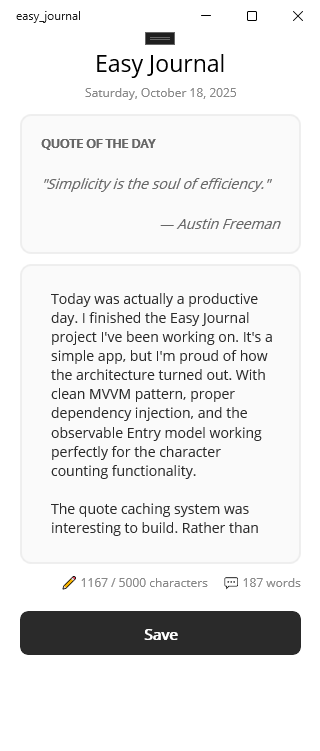 easy_journal
Easy Journal
Saturday, October 18, 2025
QUOTE OF THE DAY
"Simplicity is the soul of efficiency."
— Austin Freeman
Today was actually a productive
day. I finished the Easy Journal
project I've been working on. It's a
simple app, but I'm proud of how
the architecture turned out. With
clean MVVM pattern, proper
dependency injection, and the
observable Entry model working
perfectly for the character
counting functionality.
The quote caching system was
interesting to build. Rather than
1167 / 5000 characters 187 words
Save